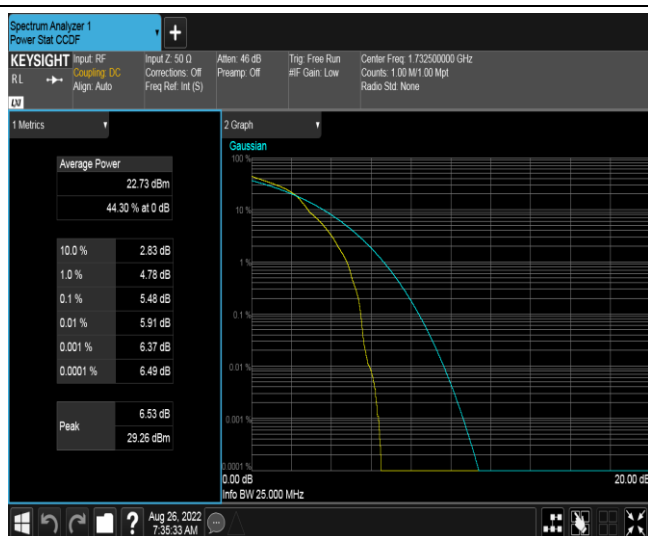 Spectrum Analyzer 1
Power Stat CCDF
KEYSIGHT
RL
LXI
Input: RF
Coupling: DC
Align: Auto
Input Z: 50 Ω
Corrections: Off
Freq Ref: Int (S)
Atten: 46 dB
Preamp: Off
Trig: Free Run
#IF Gain: Low
Center Freq: 1.732500000 GHz
Counts: 1.00 M/1.00 Mpt
Radio Std: None
1 Metrics
Average Power
22.73 dBm
44.30 % at 0 dB
10.0 % 2.83 dB
1.0 % 4.78 dB
0.1 % 5.48 dB
0.01 % 5.91 dB
0.001 % 6.37 dB
0.0001 % 6.49 dB
Peak
6.53 dB
29.26 dBm
2 Graph
Gaussian
100 %
10 %
1 %
0.1 %
0.01 %
0.001 %
0.0001 %
0.00 dB
20.00 dB
Info BW 25.000 MHz
?
Aug 26, 2022
7:35:33 AM